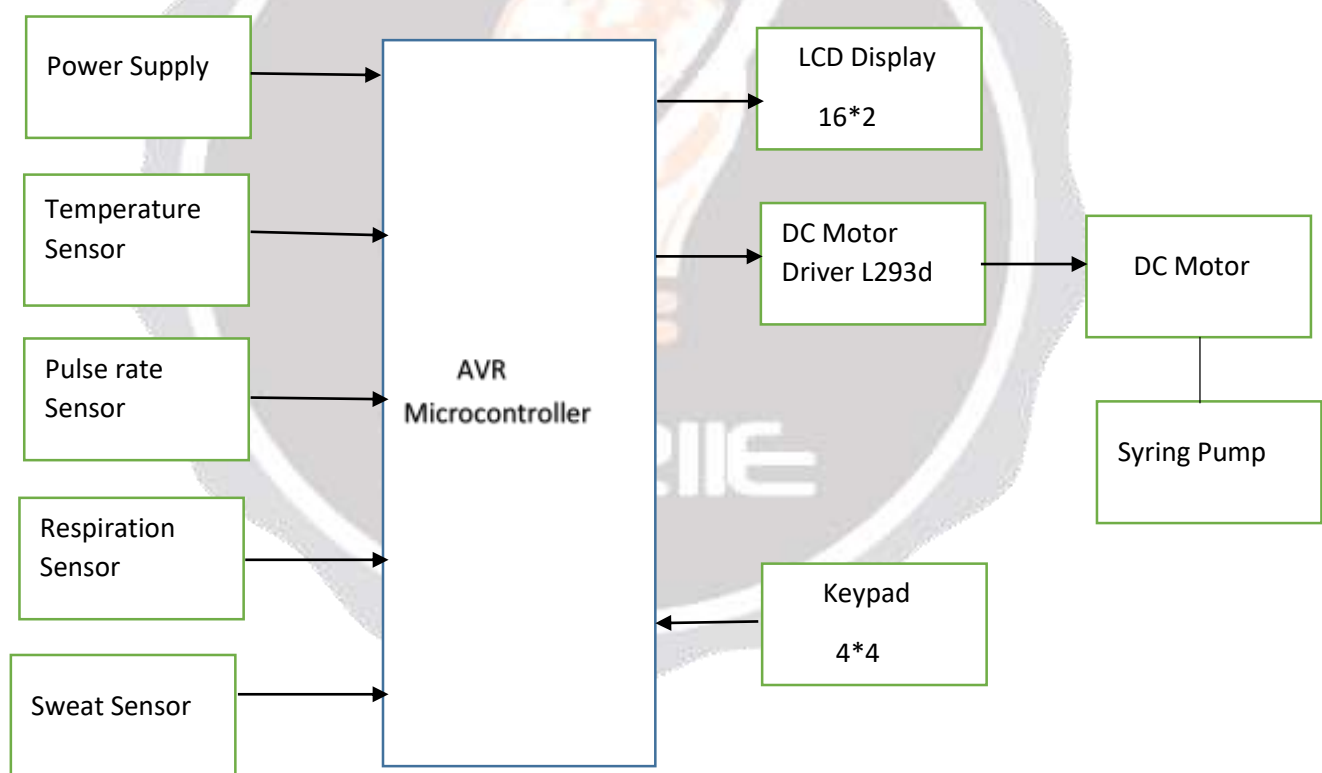 Power Supply
Temperature
Sensor
Pulse rate
Sensor
Respiration
Sensor
Sweat Sensor
AVR
Microcontroller
LCD Display
16*2
DC Motor
Driver L293d
DC Motor
Syring Pump
Keypad
4*4